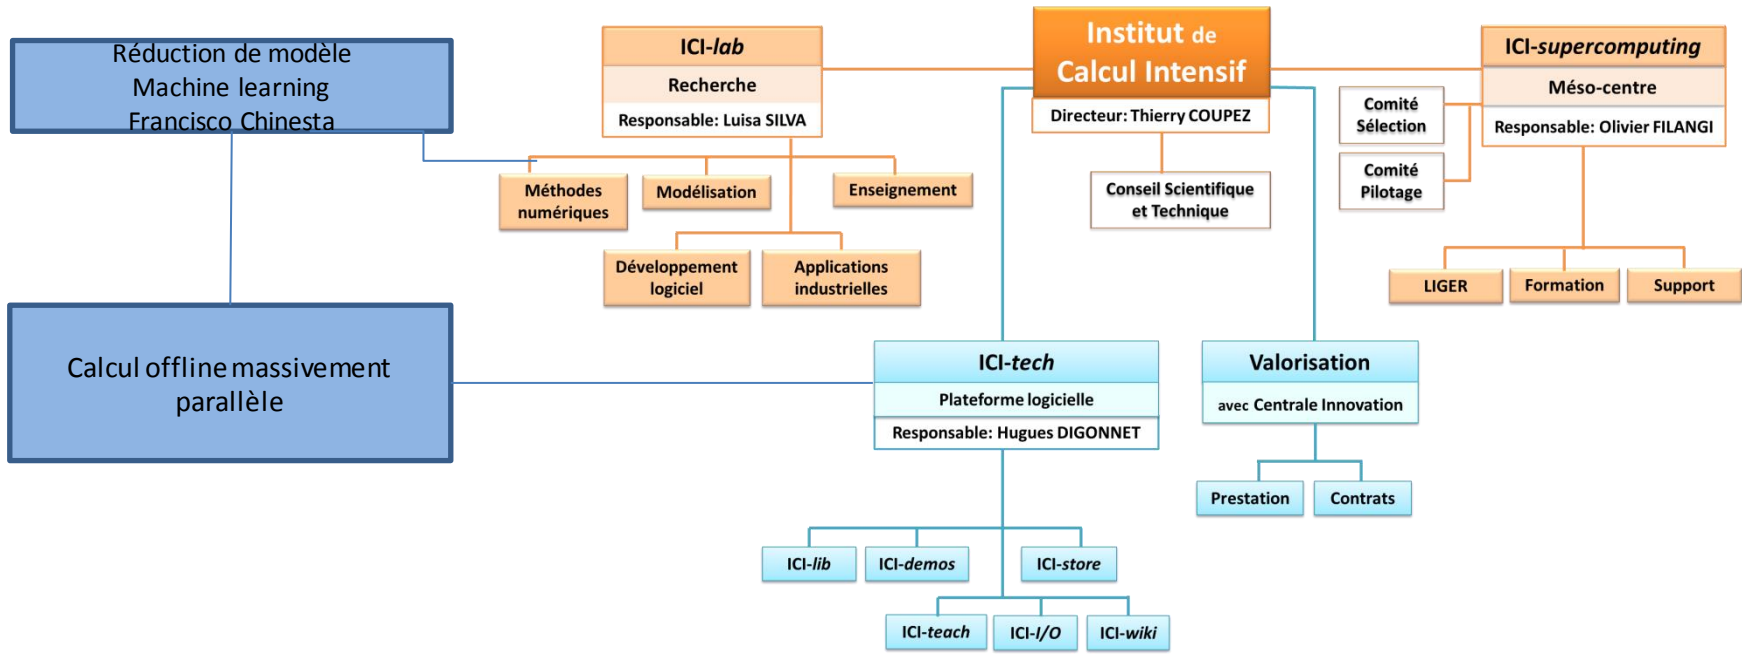 Réduction de modèle
Machine learning
Francisco Chinesta
Calcul offline massivement
parallèle
ICI-lab
Recherche
Responsable: Luisa SILVA
Méthodes
numériques
Modélisation
Enseignement
Développement
logiciel
Applications
industrielles
Institut de
Calcul Intensif
Directeur: Thierry COUPEZ
Conseil Scientifique
et Technique
ICI-supercomputing
Méso-centre
Responsable: Olivier FILANGI
Comité
Sélection
Comité
Pilotage
LIGER
Formation
Support
ICI-tech
Plateforme logicielle
Responsable: Hugues DIGONNET
Valorisation
avec Centrale Innovation
Prestation
Contrats
ICI-lib
ICI-demos
ICI-store
ICI-teach
ICI-I/O
ICI-wiki